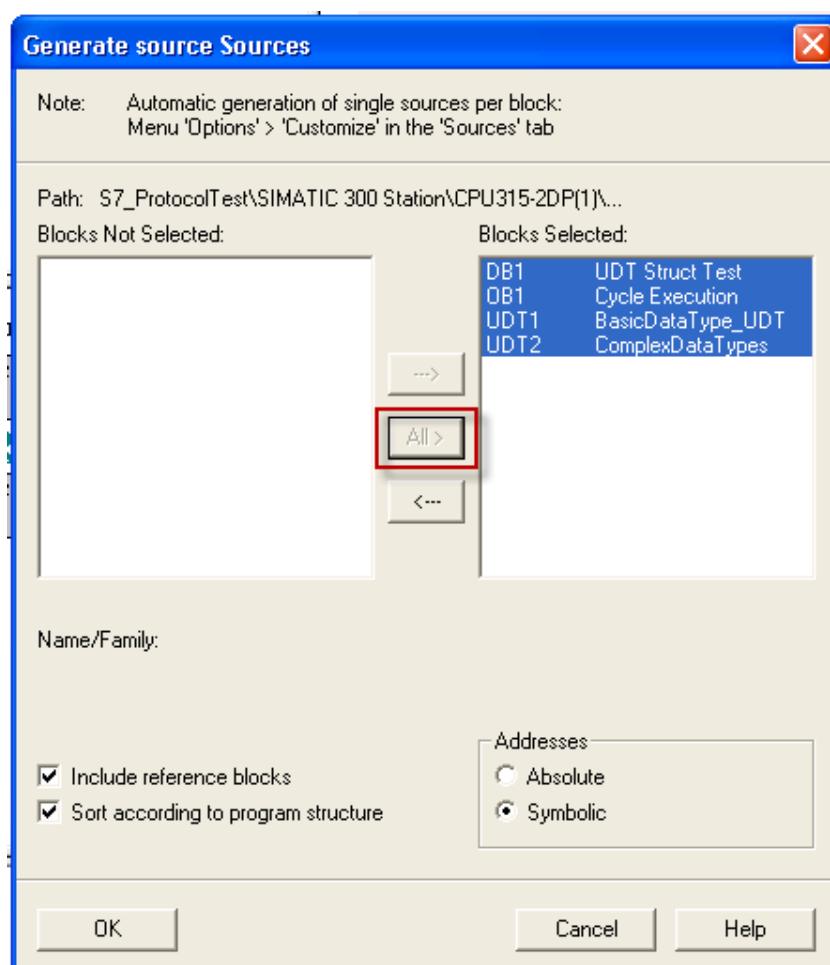 Generate source Sources
Note: Automatic generation of single sources per block:
Menu 'Options' > 'Customize' in the 'Sources' tab
Path: S7_ProtocolTest\SIMATIC 300 Station\CPU315-2DP(1)\...
Blocks Not Selected: Blocks Selected:
DB1 UDT Struct Test
OB1 Cycle Execution
UDT1 BasicDataType_UDT
UDT2 ComplexDataTypes
--->
All >
<---
Name/Family:
Addresses
Include reference blocks Absolute
Sort according to program structure Symbolic
OK Cancel Help